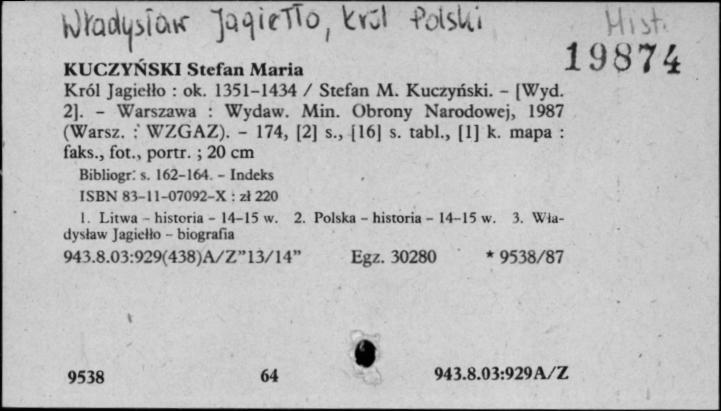 Władysław Jagiełło, król Polski
Hist.
19874
KUCZYŃSKI Stefan Maria
Król Jagiełło : ok. 1351-1434 / Stefan M. Kuczyński. – [Wyd.
2]. – Warszawa : Wydaw. Min. Obrony Narodowej, 1987
(Warsz. : WZGAZ). – 174, [2] s., [16] s. tabl., [1] k. mapa :
faks., fot., portr. ; 20 cm
Bibliogr. s. 162-164. – Indeks
ISBN 83-11-07092-X : zł 220
1. Litwa – historia – 14-15 w. 2. Polska – historia – 14-15 w. 3. Wła-
dysław Jagiełło – biografia
943.8.03:929(438)A/Z"13/14" Egz. 30280 * 9538/87
9538 64 943.8.03:929A/Z